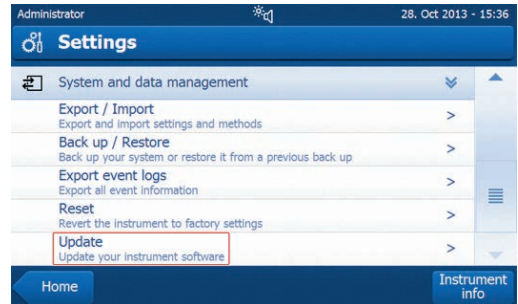 Administrator
28. Oct 2013 - 15:36
Settings
System and data management
Export / Import
Export and import settings and methods
Back up / Restore
Back up your system or restore it from a previous back up
Export event logs
Export all event information
Reset
Revert the instrument to factory settings
Update
Update your instrument software
Home
Instrument
info